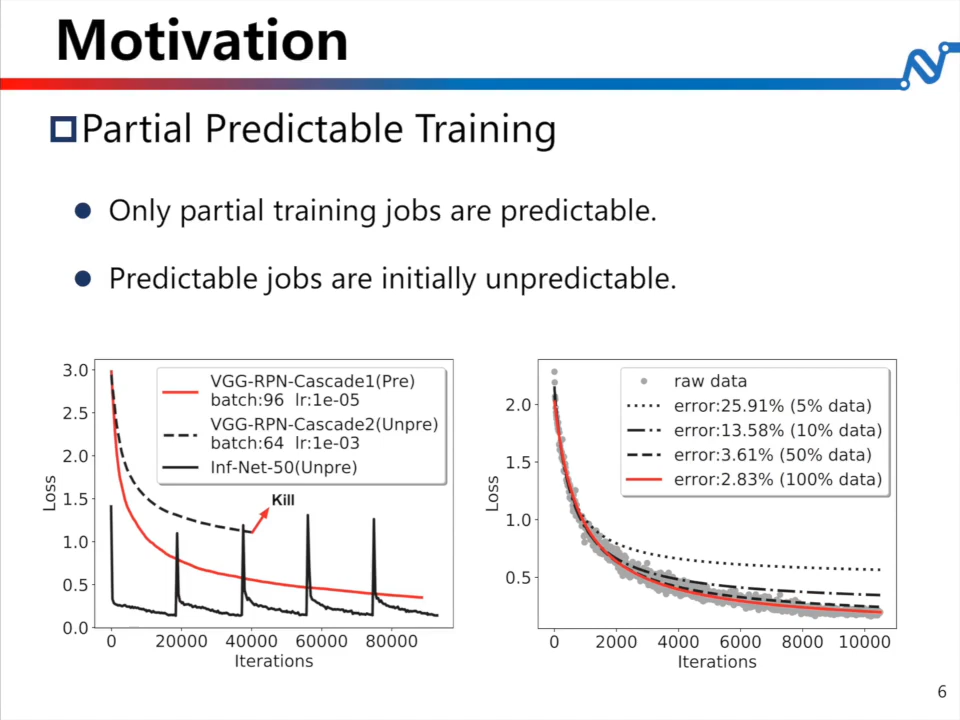 Motivation
Partial Predictable Training
Only partial training jobs are predictable.
Predictable jobs are initially unpredictable.
3.0
2.5
2.0
1.5
1.0
0.5
0.0
Loss
VGG-RPN-Cascade1(Pre)
batch:96 lr:1e-05
VGG-RPN-Cascade2(Unpre)
batch:64 lr:1e-03
Inf-Net-50(Unpre)
Kill
0 20000 40000 60000 80000
Iterations
2.0
1.5
1.0
0.5
Loss
raw data
error:25.91% (5% data)
error:13.58% (10% data)
error:3.61% (50% data)
error:2.83% (100% data)
0 2000 4000 6000 8000 10000
Iterations
6